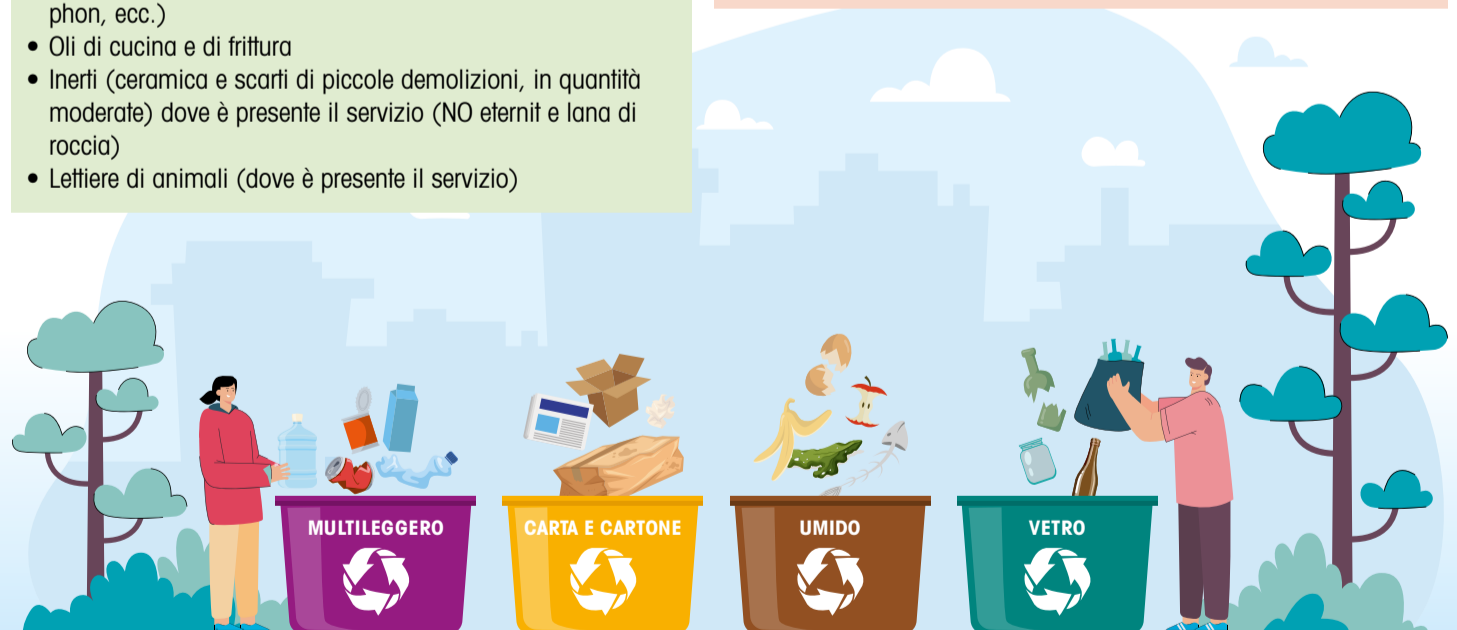 phon, ecc.)
• Oli di cucina e di frittura
• Inerti (ceramica e scarti di piccole demolizioni, in quantità
moderate) dove è presente il servizio (NO eternit e lana di
roccia)
• Lettiere di animali (dove è presente il servizio)
MULTILEGGERO
CARTA E CARTONE
UMIDO
VETRO